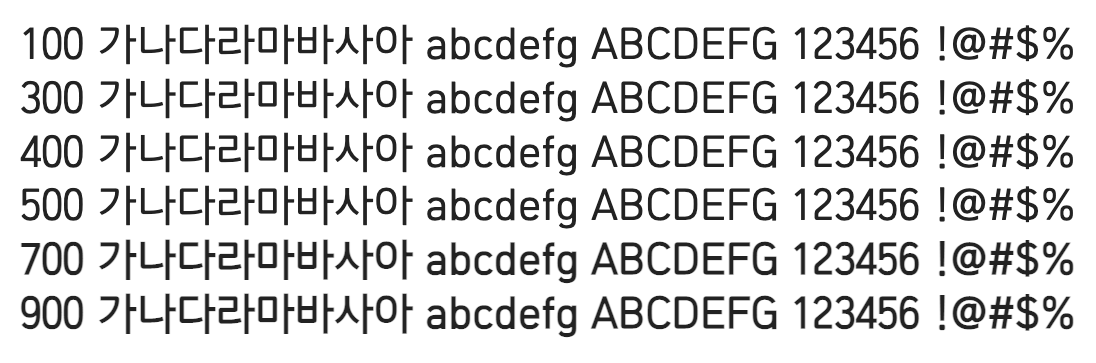 100 가나다라마바사아 abcdefg ABCDEFG 123456 !@#$%
300 가나다라마바사아 abcdefg ABCDEFG 123456 !@#$%
400 가나다라마바사아 abcdefg ABCDEFG 123456 !@#$%
500 가나다라마바사아 abcdefg ABCDEFG 123456 !@#$%
700 가나다라마바사아 abcdefg ABCDEFG 123456 !@#$%
900 가나다라마바사아 abcdefg ABCDEFG 123456 !@#$%